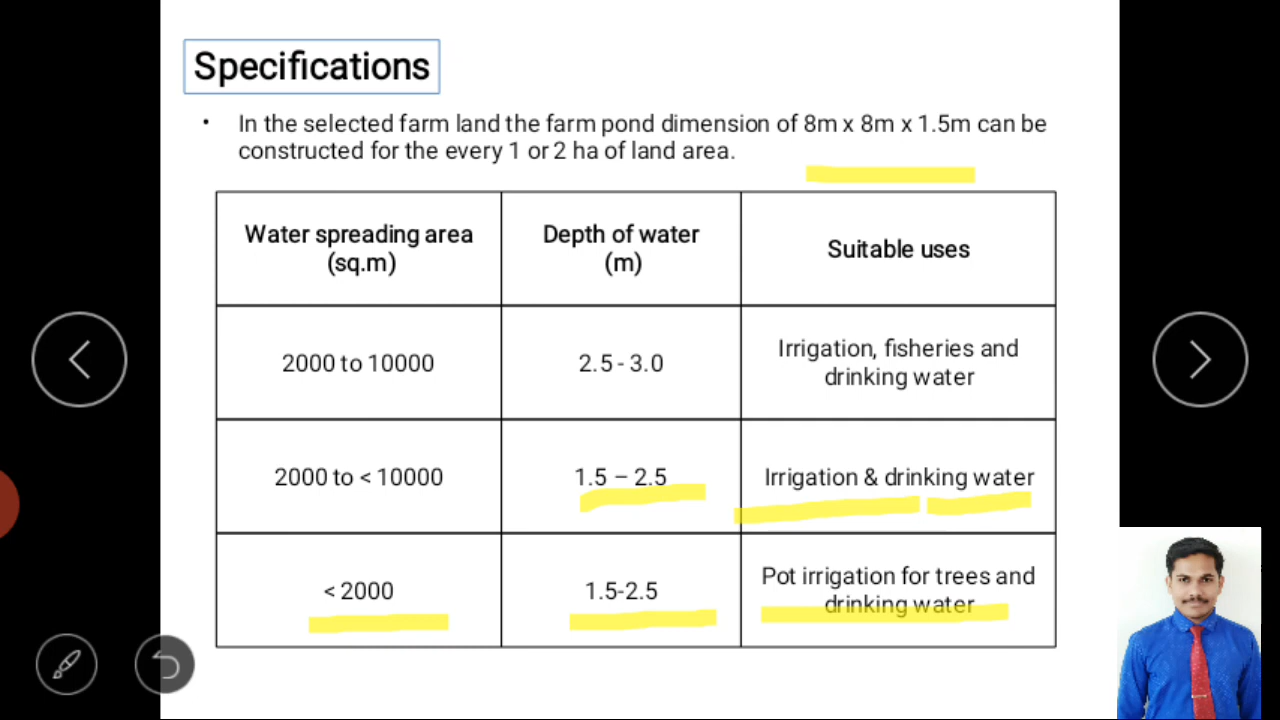 Specifications
• In the selected farm land the farm pond dimension of 8m x 8m x 1.5m can be
constructed for the every 1 or 2 ha of land area.
Water spreading area
(sq.m)
Depth of water
(m)
Suitable uses
2000 to 10000
2.5 - 3.0
Irrigation, fisheries and
drinking water
2000 to < 10000
1.5 – 2.5
Irrigation & drinking water
< 2000
1.5-2.5
Pot irrigation for trees and
drinking water